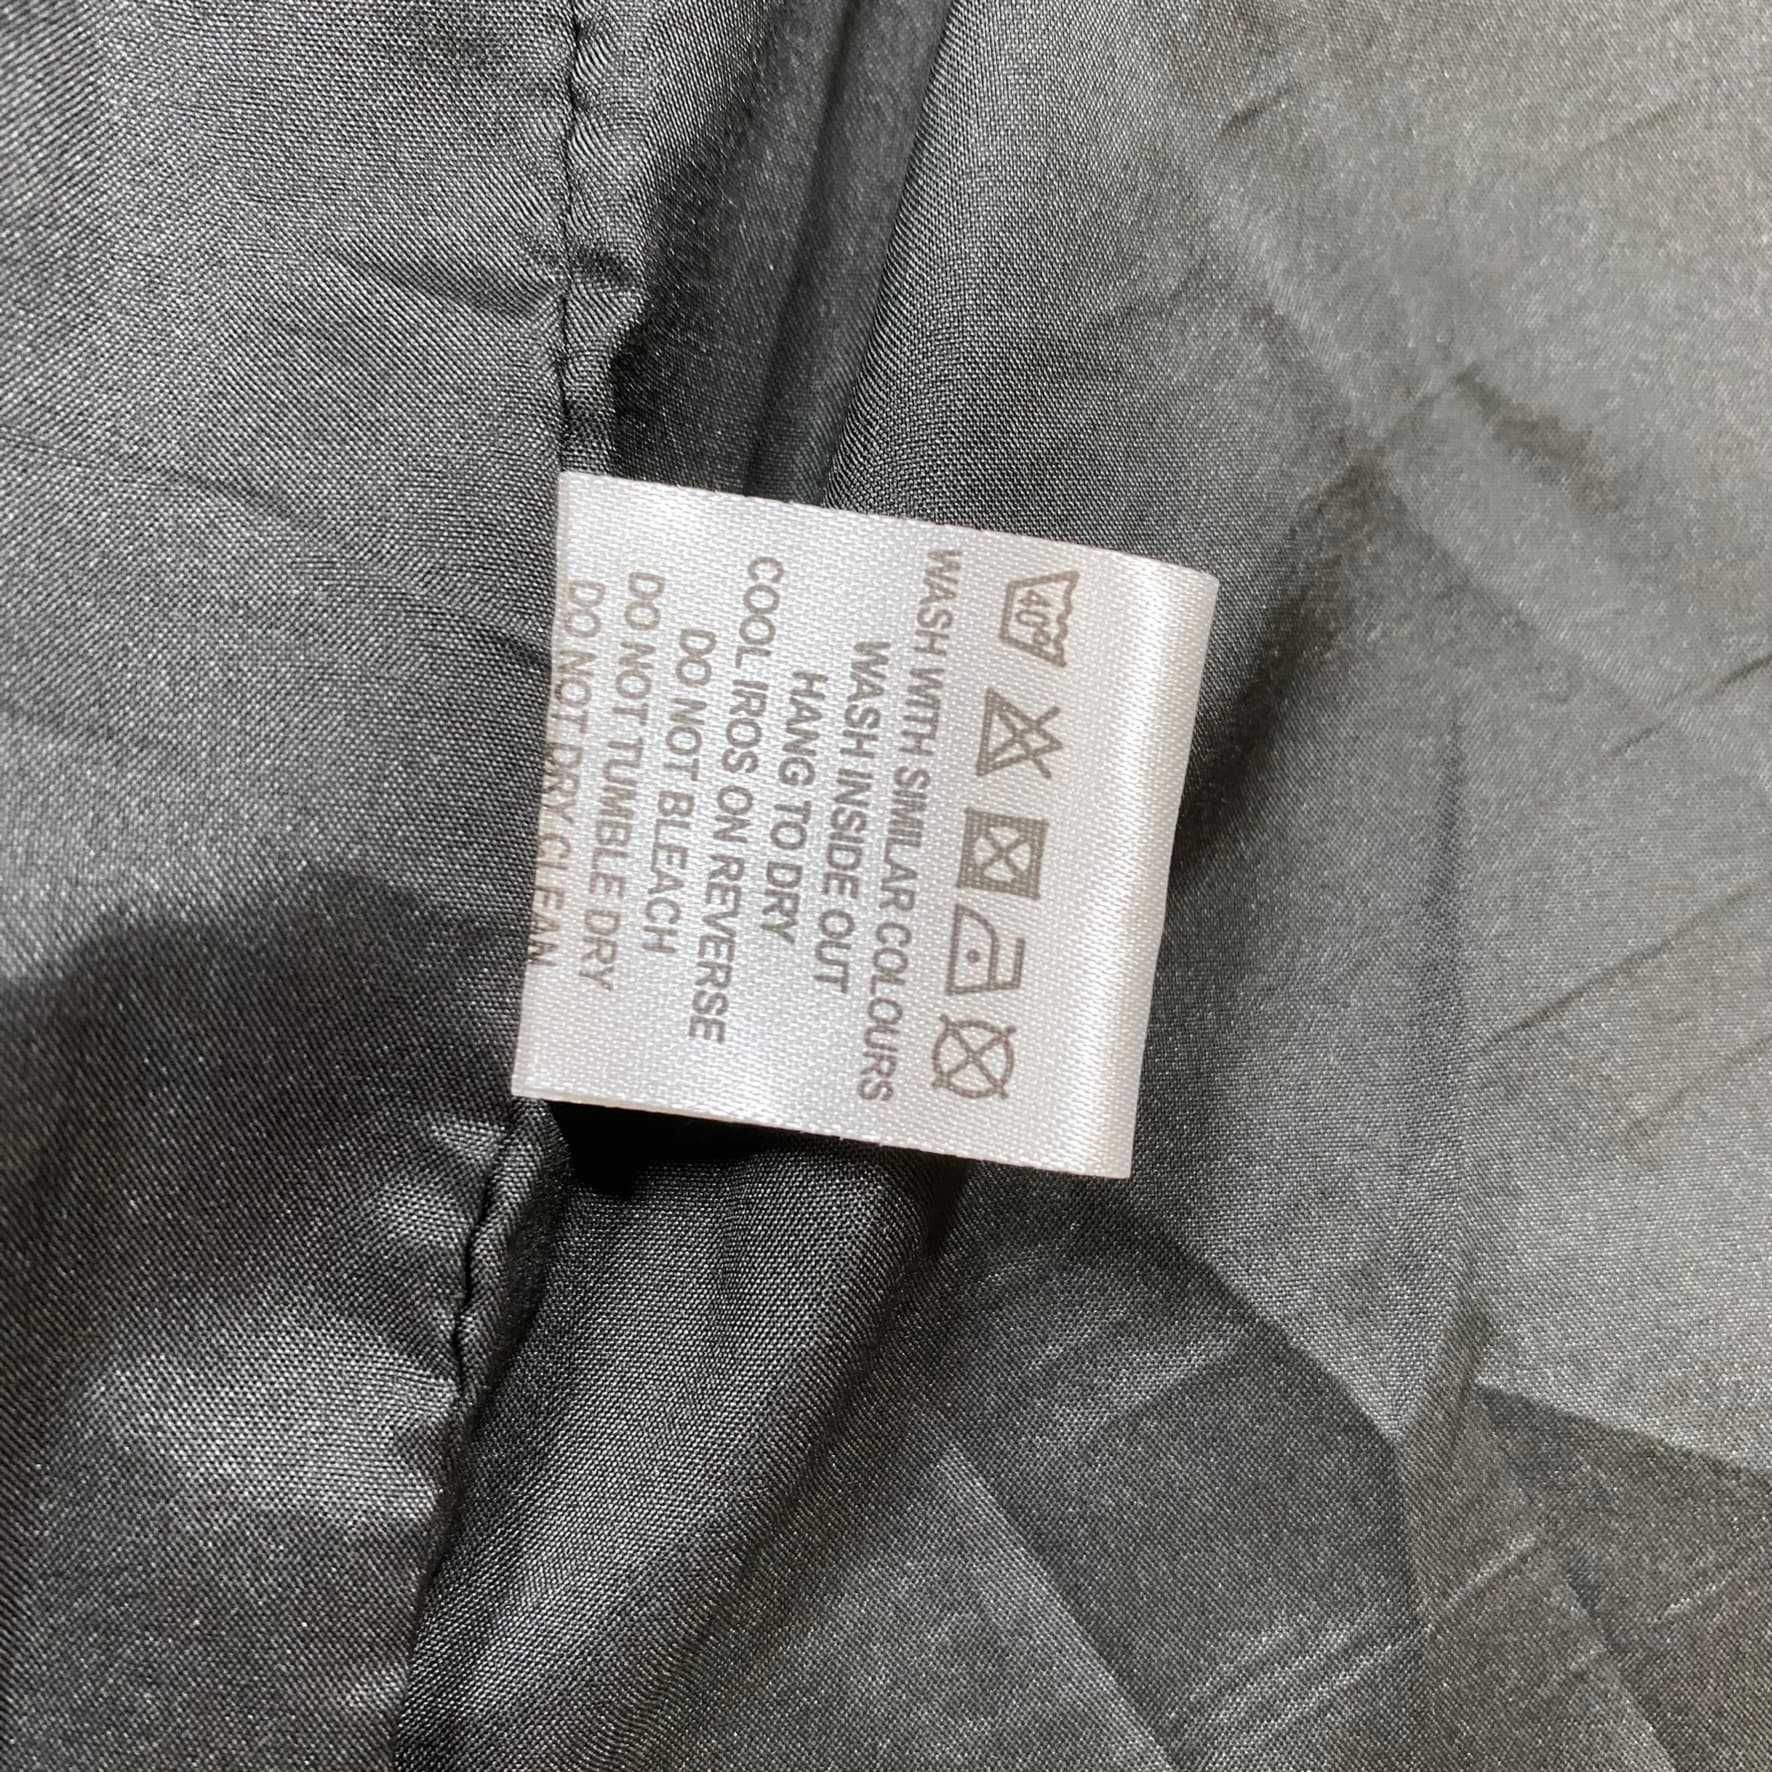 40°
WASH WITH SIMILAR COLOURS
WASH INSIDE OUT
HANG TO DRY
COOL IROS ON REVERSE
DO NOT BLEACH
DO NOT TUMBLE DRY
DO NOT DRY CLEAN